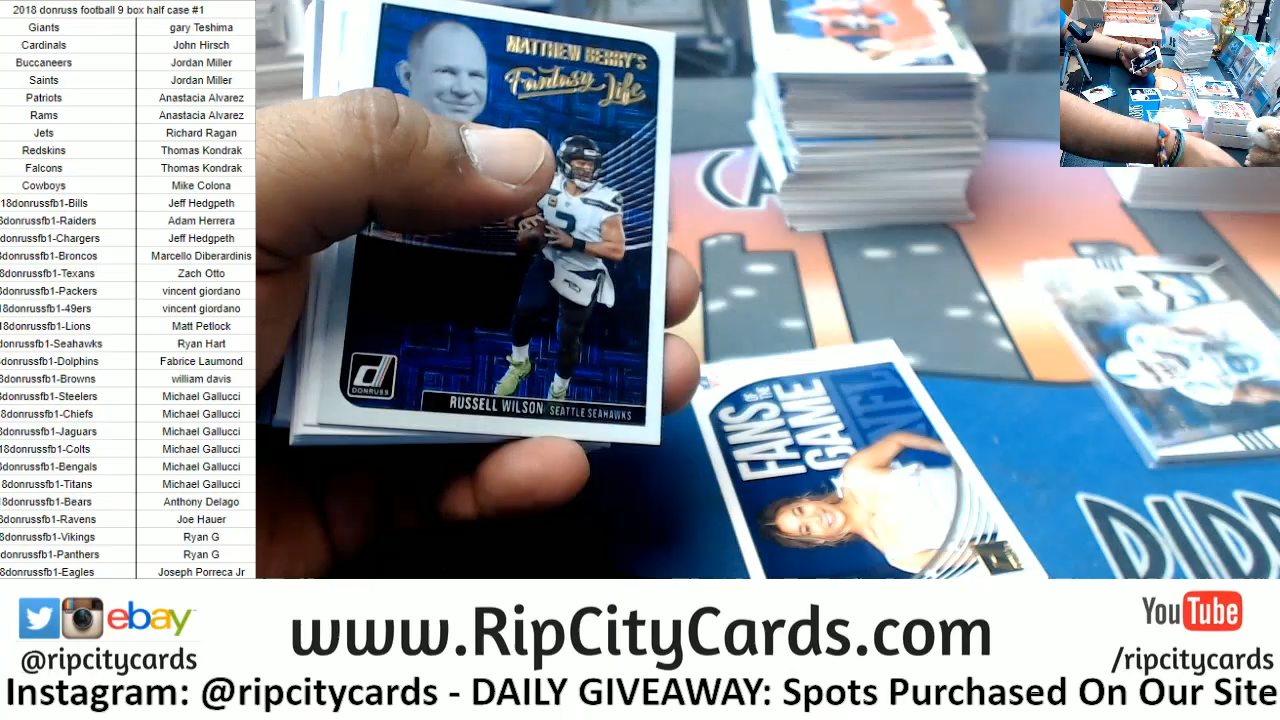 2018 donruss football 9 box half case #1
Giants gary Teshima
Cardinals John Hirsch
Buccaneers Jordan Miller
Saints Jordan Miller
Patriots Anastacia Alvarez
Rams Anastacia Alvarez
Jets Richard Ragan
Redskins Thomas Kondrak
Falcons Thomas Kondrak
Cowboys Mike Colona
18donrussfb1-Bills Jeff Hedgpeth
8donrussfb1-Raiders Adam Herrera
donrussfb1-Chargers Jeff Hedgpeth
8donrussfb1-Broncos Marcello Diberardinis
8donrussfb1-Texans Zach Otto
8donrussfb1-Packers vincent giordano
18donrussfb1-49ers vincent giordano
18donrussfb1-Lions Matt Petlock
donrussfb1-Seahawks Ryan Hart
8donrussfb1-Dolphins Fabrice Laumond
8donrussfb1-Browns william davis
8donrussfb1-Steelers Michael Gallucci
8donrussfb1-Chiefs Michael Gallucci
8donrussfb1-Jaguars Michael Gallucci
18donrussfb1-Colts Michael Gallucci
8donrussfb1-Bengals Michael Gallucci
8donrussfb1-Titans Michael Gallucci
8donrussfb1-Bears Anthony Delago
8donrussfb1-Ravens Joe Hauer
8donrussfb1-Vikings Ryan G
donrussfb1-Panthers Ryan G
8donrussfb1-Eagles Joseph Porreca Jr
MATTHEW BERRY'S
Fantasy Life
DONRUSS
RUSSELL WILSON SEATTLE SEAHAWKS
FANS OF THE
GAME
NFL
ebay
@ripcitycards
www.RipCityCards.com
YouTube
/ripcitycards
Instagram: @ripcitycards - DAILY GIVEAWAY: Spots Purchased On Our Site